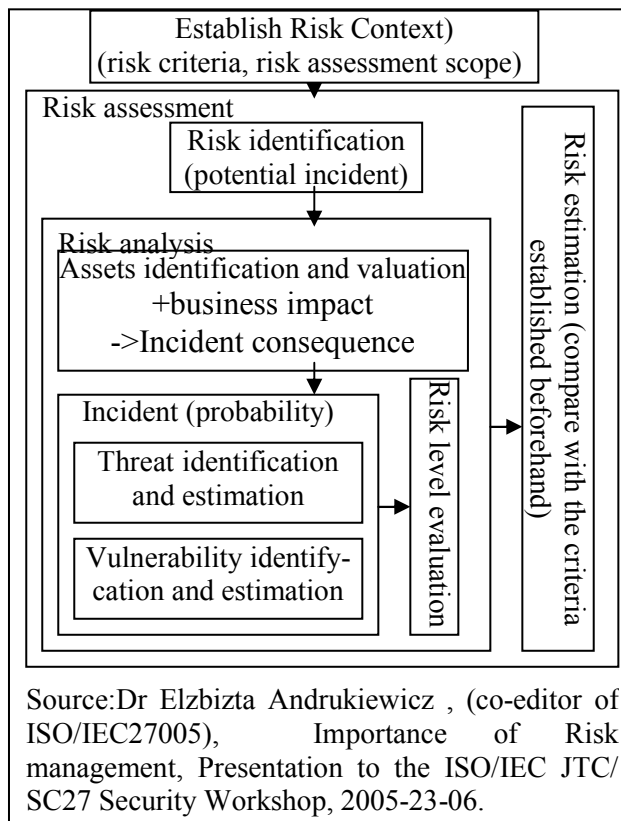 Establish Risk Context)
(risk criteria, risk assessment scope)
Risk assessment
Risk identification
(potential incident)
Risk analysis
Assets identification and valuation
+business impact
->Incident consequence
Incident (probability)
Threat identification
and estimation
Vulnerability identify-
cation and estimation
Risk level evaluation
Risk estimation (compare with the criteria
established beforehand)
Source:Dr Elzbizta Andrukiewicz , (co-editor of
ISO/IEC27005), Importance of Risk
management, Presentation to the ISO/IEC JTC/
SC27 Security Workshop, 2005-23-06.